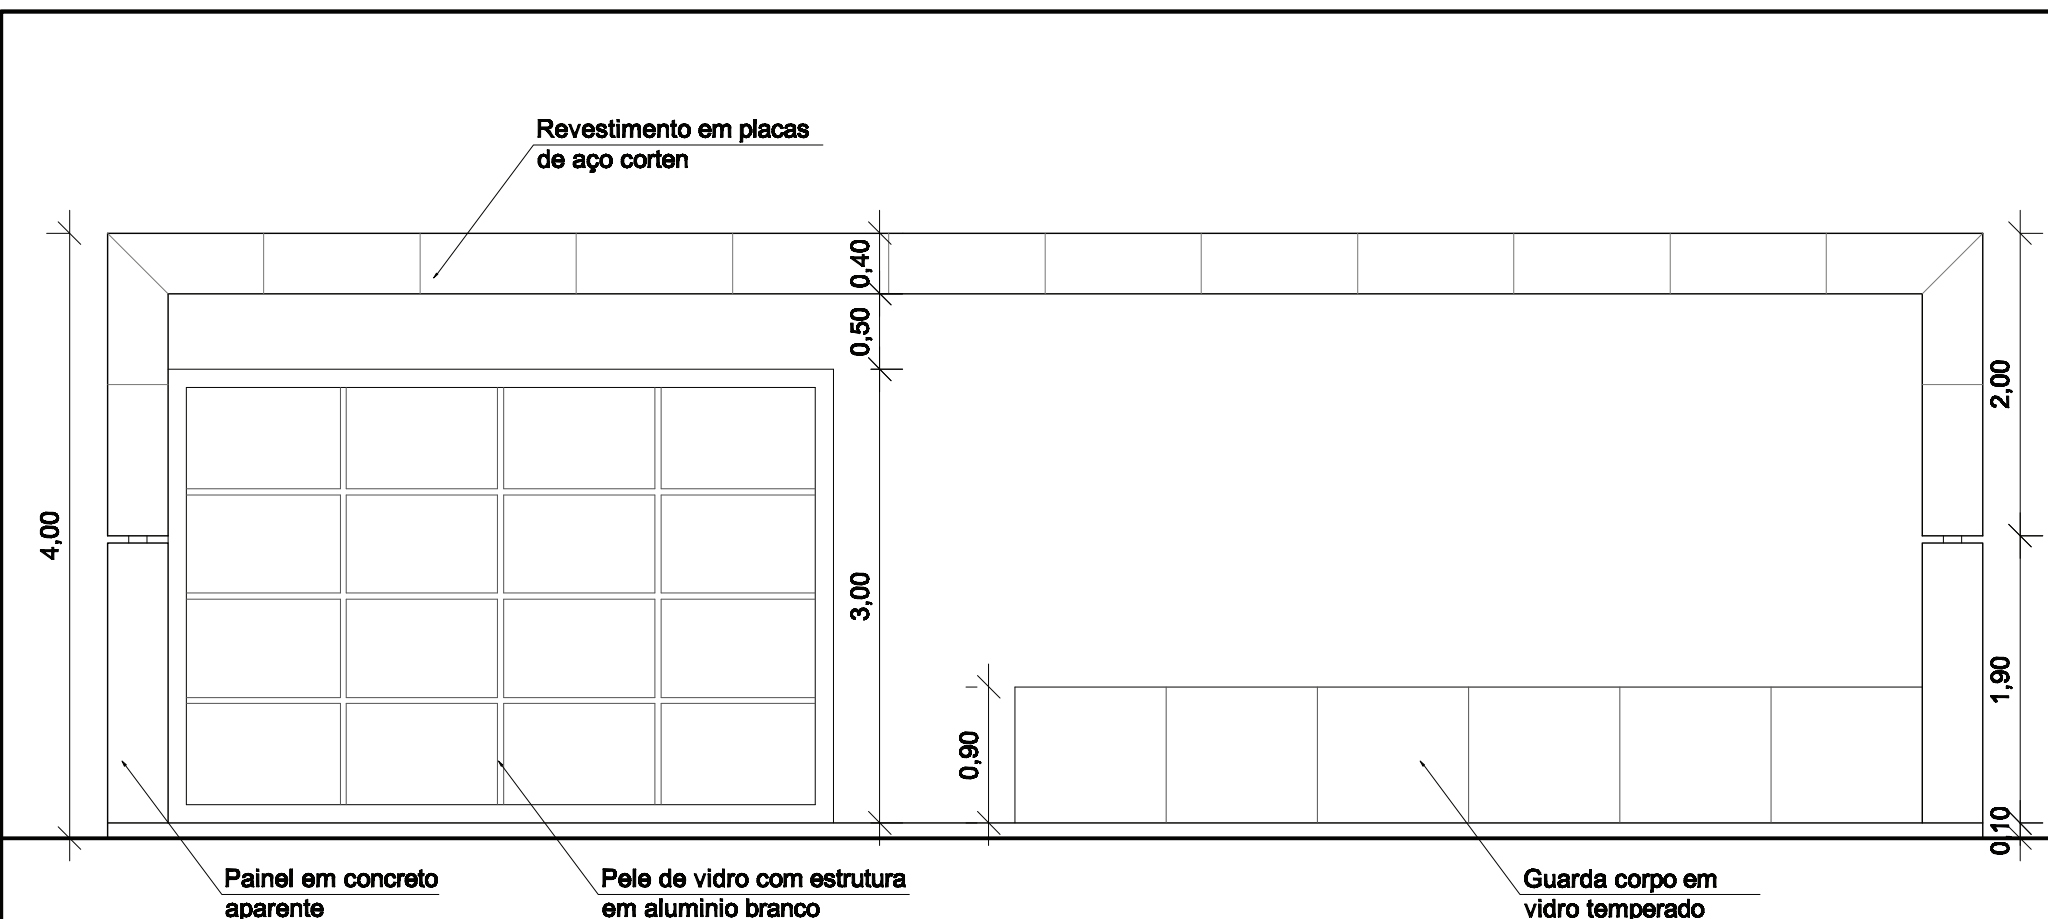 Revestimento em placas
de aço corten
0,40
0,50
4,00
3,00
2,00
1,90
0,90
0,10
Painel em concreto
aparente
Pele de vidro com estrutura
em aluminio branco
Guarda corpo em
vidro temperado